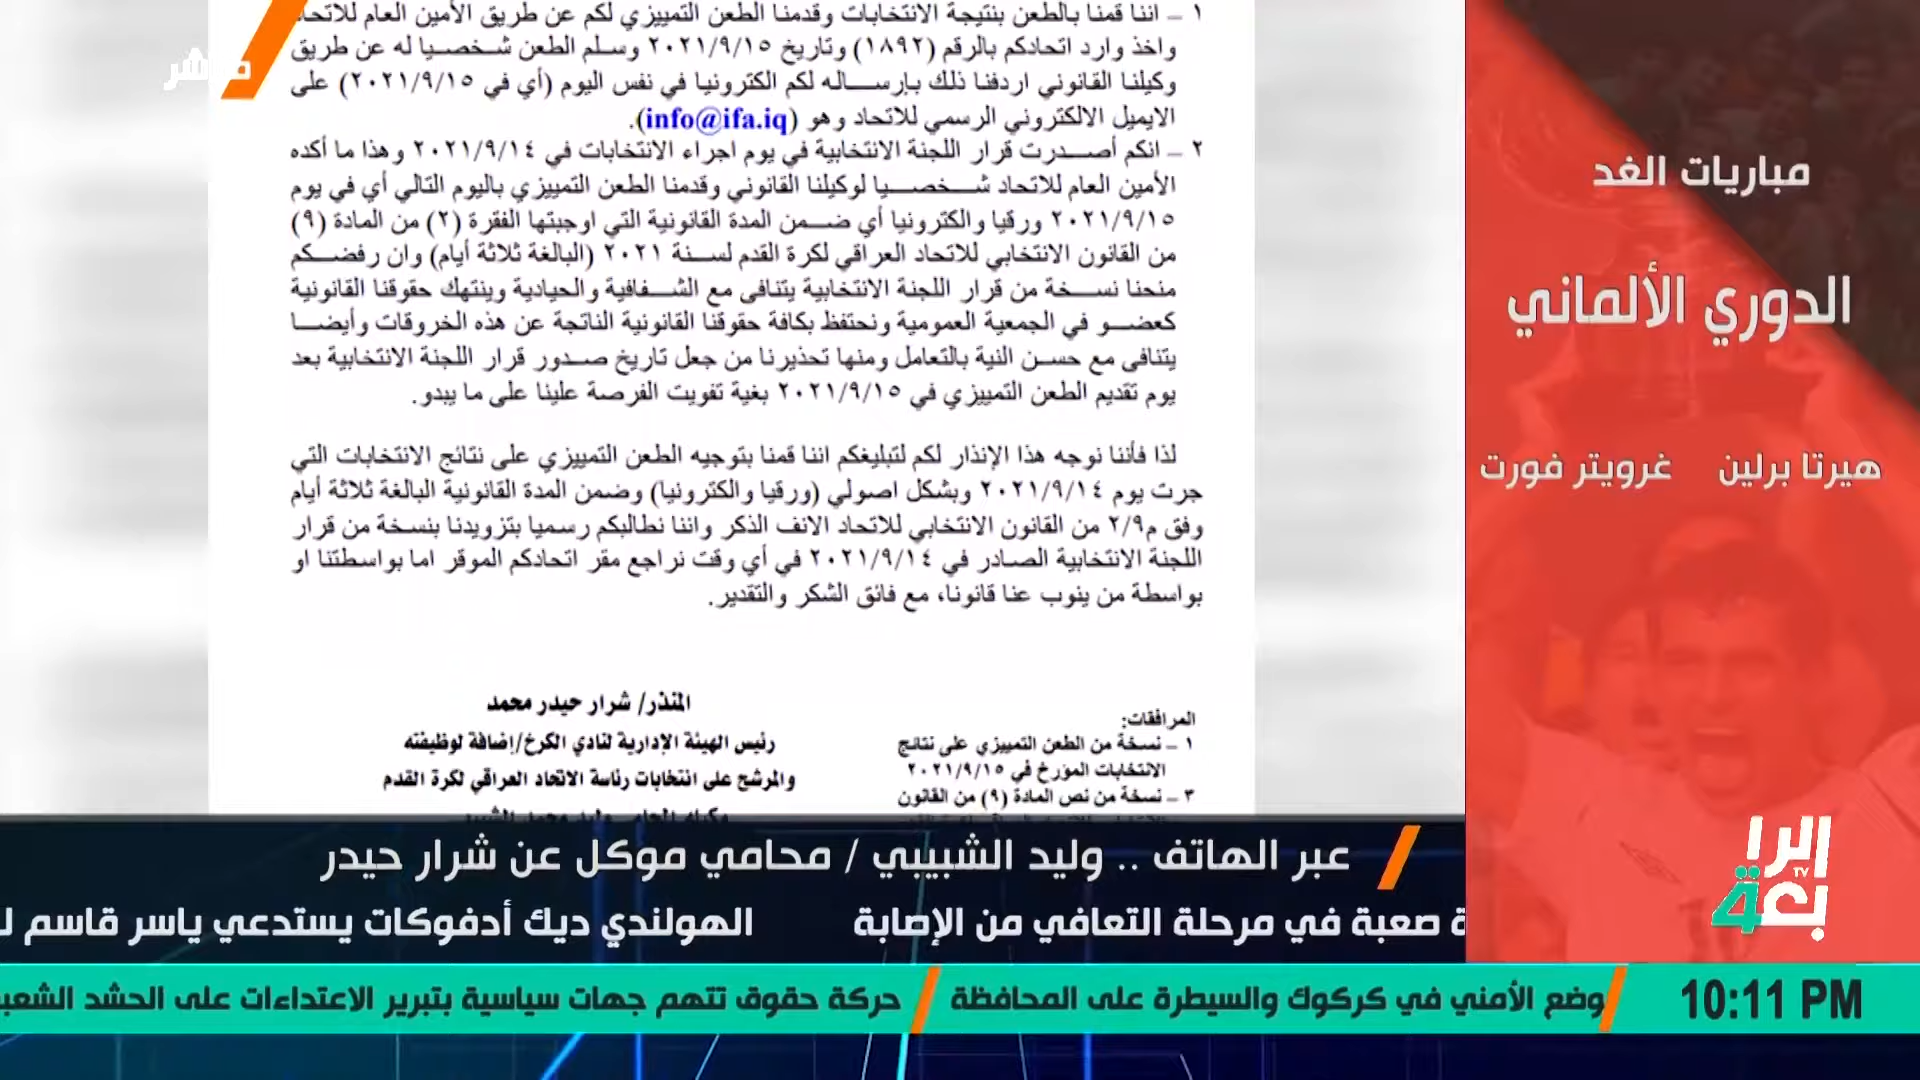 ١ – اننا قمنا بالطعن بنتيجة الانتخابات وقدمنا الطعن التمييزي لكم عن طريق الأمين العام للاتحاد
واخذ وارد اتحادكم بالرقم (١٨٩٢) وتاريخ ٢٠٢١/٩/١٥ وسلم الطعن شخصيا له عن طريق
وكيلنا القانوني اردفنا ذلك بإرساله لكم الكترونيا في نفس اليوم (أي في ٢٠٢١/٩/١٥) على
الايميل الالكتروني الرسمي للاتحاد وهو (info@ifa.iq).
٢ – انكم أصدرت قرار اللجنة الانتخابية في يوم اجراء الانتخابات في ٢٠٢١/٩/١٤ وهذا ما أكده
الأمين العام للاتحاد شخصيا لوكيلنا القانوني وقدمنا الطعن التمييزي باليوم التالي أي في يوم
٢٠٢١/٩/١٥ ورقيا والكترونيا أي ضمن المدة القانونية التي اوجبتها الفقرة (٢) من المادة (٩)
من القانون الانتخابي للاتحاد العراقي لكرة القدم لسنة ٢٠٢١ (البالغة ثلاثة أيام) وان رفضكم
منحنا نسخة من قرار اللجنة الانتخابية يتنافى مع الشفافية والحيادية وينتهك حقوقنا القانونية
كعضو في الجمعية العمومية ونحتفظ بكافة حقوقنا القانونية الناتجة عن هذه الخروقات وأيضا
يتنافى مع حسن النية بالتعامل ومنها تحذيرنا من جعل تاريخ صدور قرار اللجنة الانتخابية بعد
يوم تقديم الطعن التمييزي في ٢٠٢١/٩/١٥ بغية تفويت الفرصة علينا على ما يبدو.
لذا فأننا نوجه هذا الإنذار لكم لتبليغكم اننا قمنا بتوجيه الطعن التمييزي على نتائج الانتخابات التي
جرت يوم ٢٠٢١/٩/١٤ وبشكل اصولي (ورقيا والكترونيا) وضمن المدة القانونية البالغة ثلاثة أيام
وفق م٢/٩ من القانون الانتخابي للاتحاد الانف الذكر واننا نطالبكم رسميا بتزويدنا بنسخة من قرار
اللجنة الانتخابية الصادر في ٢٠٢١/٩/١٤ في أي وقت نراجع مقر اتحادكم الموقر اما بواسطتنا او
بواسطة من ينوب عنا قانونا، مع فائق الشكر والتقدير.
المنذر/ شرار حيدر محمد
رئيس الهيئة الإدارية لنادي الكرخ/إضافة لوظيفته
والمرشح على انتخابات رئاسة الاتحاد العراقي لكرة القدم
المرافقات:
١ – نسخة من الطعن التمييزي على نتائج
الانتخابات المؤرخ في ٢٠٢١/٩/١٥
٣ – نسخة من نص المادة (٩) من القانون
مباريات الغد
الدوري الألماني
هيرتا برلين غرويتر فورت
الرابعة
TV
عبر الهاتف .. وليد الشبيبي / محامي موكل عن شرار حيدر
ة صعبة في مرحلة التعافي من الإصابة الهولندي ديك أدفوكات يستدعي ياسر قاسم ل
وضع الأمني في كركوك والسيطرة على المحافظة / حركة حقوق تتهم جهات سياسية بتبرير الاعتداءات على الحشد الشعب
10:11 PM